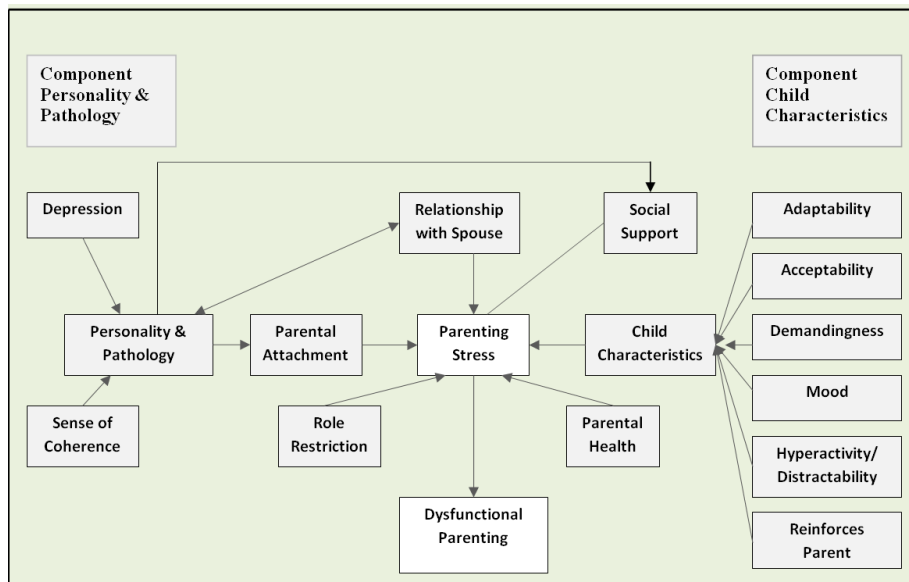 Component
Personality &
Pathology
Component
Child
Characteristics
Depression
Relationship
with Spouse
Social
Support
Adaptability
Acceptability
Personality &
Pathology
Parental
Attachment
Parenting
Stress
Child
Characteristics
Demandingness
Mood
Sense of
Coherence
Role
Restriction
Parental
Health
Hyperactivity/
Distractability
Dysfunctional
Parenting
Reinforces
Parent